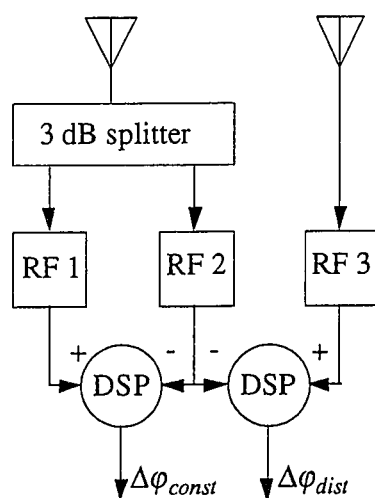 3 dB splitter
RF 1 RF 2 RF 3
+ - - +
DSP DSP
Δφconst Δφdist